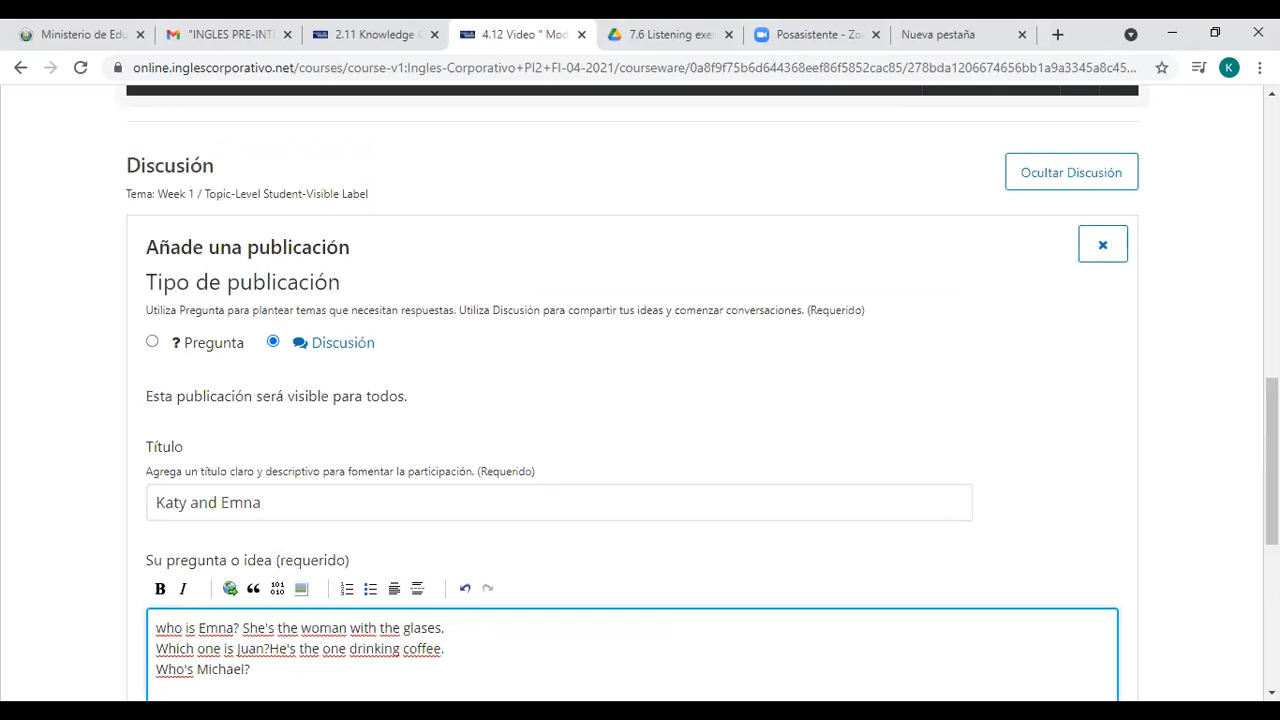 Ministerio de Edu
"INGLES PRE-INT
2.11 Knowledge C
4.12 Video " Mod
7.6 Listening exer
Posasistente - Zoo
Nueva pestaña
online.inglescorporativo.net/courses/course-v1:Ingles-Corporativo+PI2+FI-04-2021/courseware/0a8f9f75b6d644368eef86f5852cac85/278bda1206674656bb1a9a3345a8c45...
K
Discusión
Ocultar Discusión
Tema: Week 1 / Topic-Level Student-Visible Label
Añade una publicación
Tipo de publicación
Utiliza Pregunta para plantear temas que necesitan respuestas. Utiliza Discusión para compartir tus ideas y comenzar conversaciones. (Requerido)
? Pregunta
Discusión
Esta publicación será visible para todos.
Título
Agrega un título claro y descriptivo para fomentar la participación. (Requerido)
Katy and Emna
Su pregunta o idea (requerido)
B I
who is Emna? She's the woman with the glases.
Which one is Juan?He's the one drinking coffee.
Who's Michael?